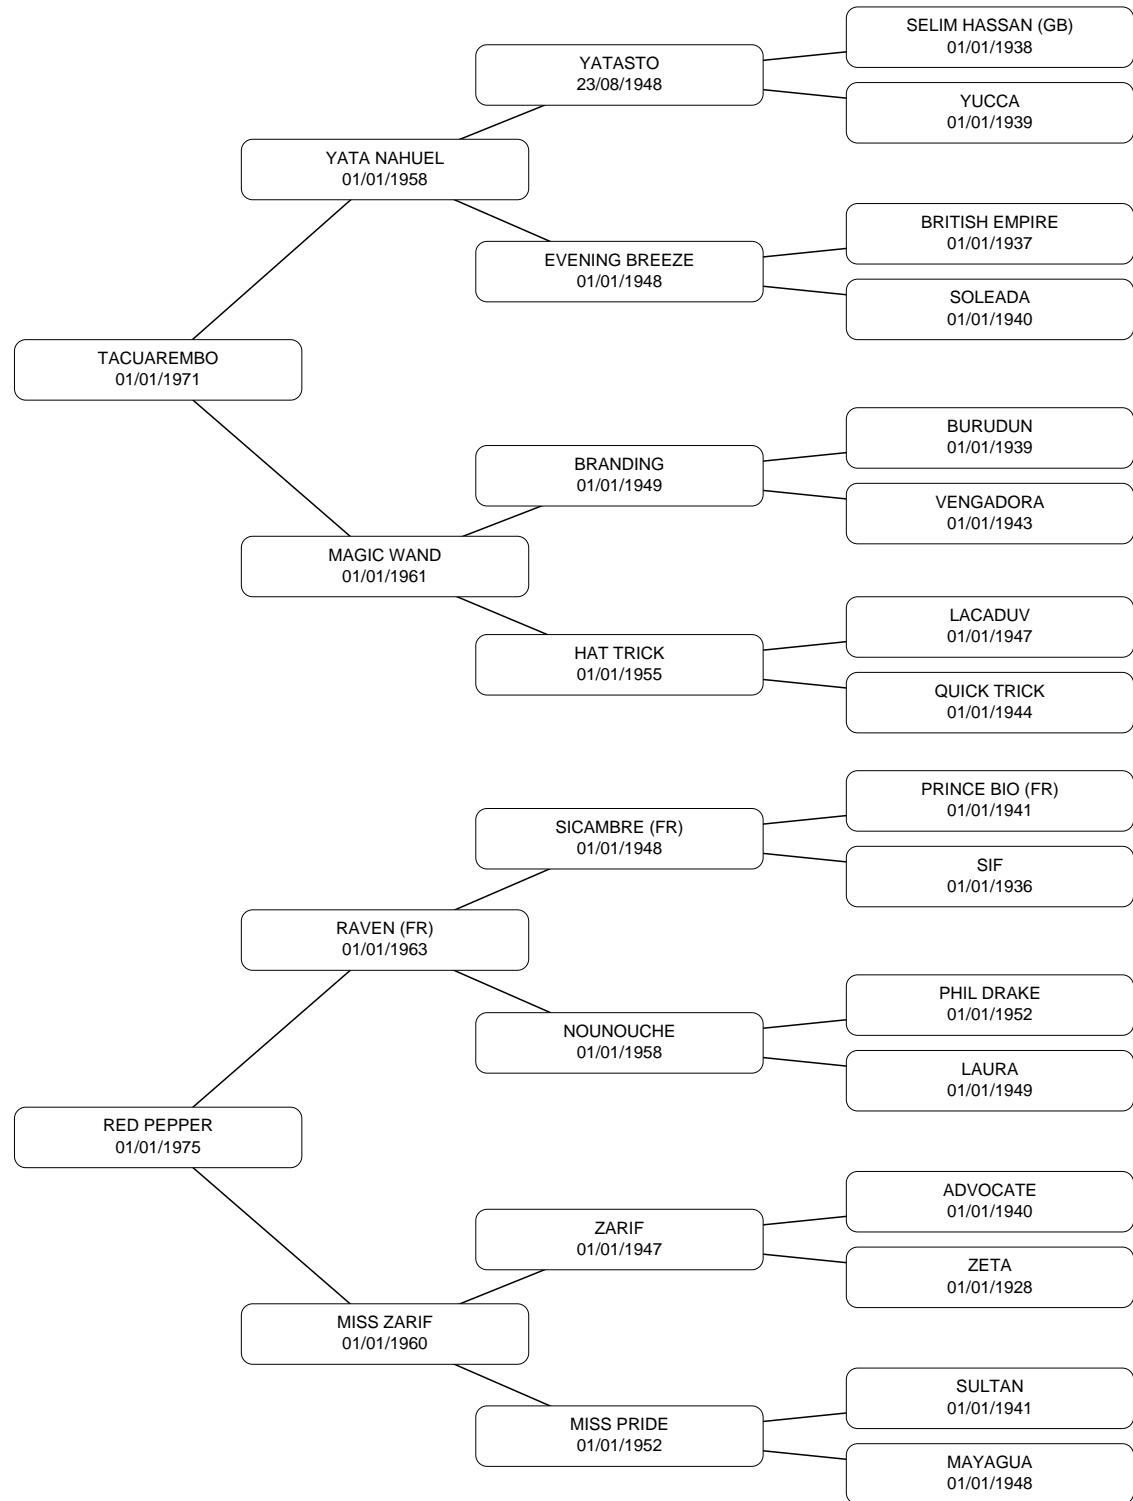 SELIM HASSAN (GB)
01/01/1938
YATASTO
23/08/1948
YUCCA
01/01/1939
YATA NAHUEL
01/01/1958
BRITISH EMPIRE
01/01/1937
EVENING BREEZE
01/01/1948
SOLEADA
01/01/1940
TACUAREMBO
01/01/1971
BURUDUN
01/01/1939
BRANDING
01/01/1949
VENGADORA
01/01/1943
MAGIC WAND
01/01/1961
LACADUV
01/01/1947
HAT TRICK
01/01/1955
QUICK TRICK
01/01/1944
PRINCE BIO (FR)
01/01/1941
SICAMBRE (FR)
01/01/1948
SIF
01/01/1936
RAVEN (FR)
01/01/1963
PHIL DRAKE
01/01/1952
NOUNOUCHE
01/01/1958
LAURA
01/01/1949
RED PEPPER
01/01/1975
ADVOCATE
01/01/1940
ZARIF
01/01/1947
ZETA
01/01/1928
MISS ZARIF
01/01/1960
SULTAN
01/01/1941
MISS PRIDE
01/01/1952
MAYAGUA
01/01/1948